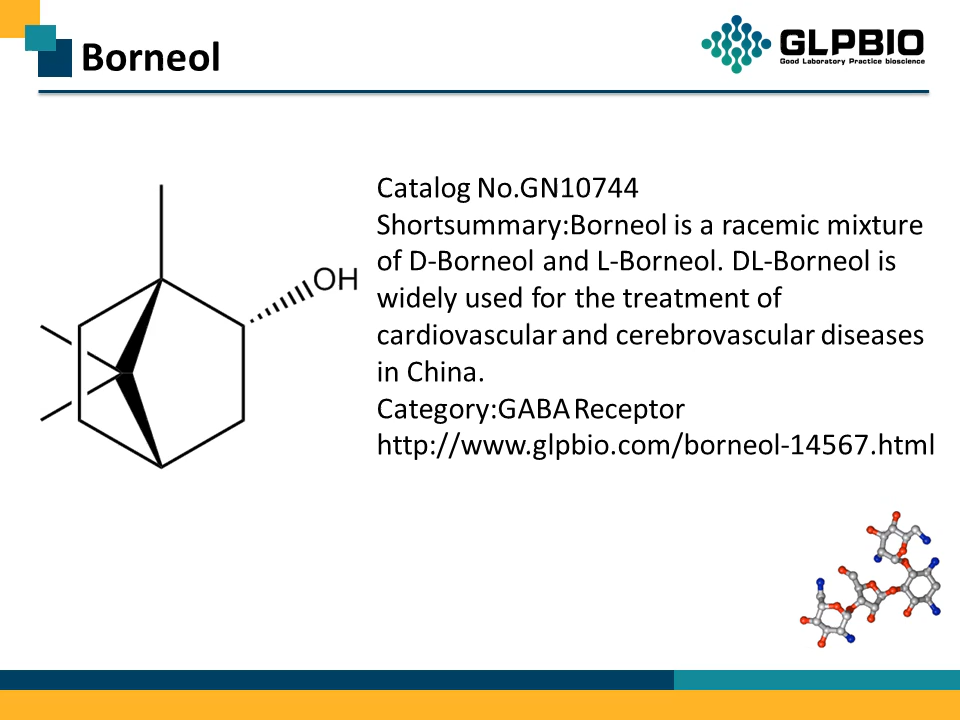 Borneol
GLPBIO
Good Laboratory Practice bioscience
Catalog No.GN10744
Shortsummary:Borneol is a racemic mixture
of D-Borneol and L-Borneol. DL-Borneol is
widely used for the treatment of
cardiovascular and cerebrovascular diseases
in China.
Category:GABA Receptor
http://www.glpbio.com/borneol-14567.html
OH